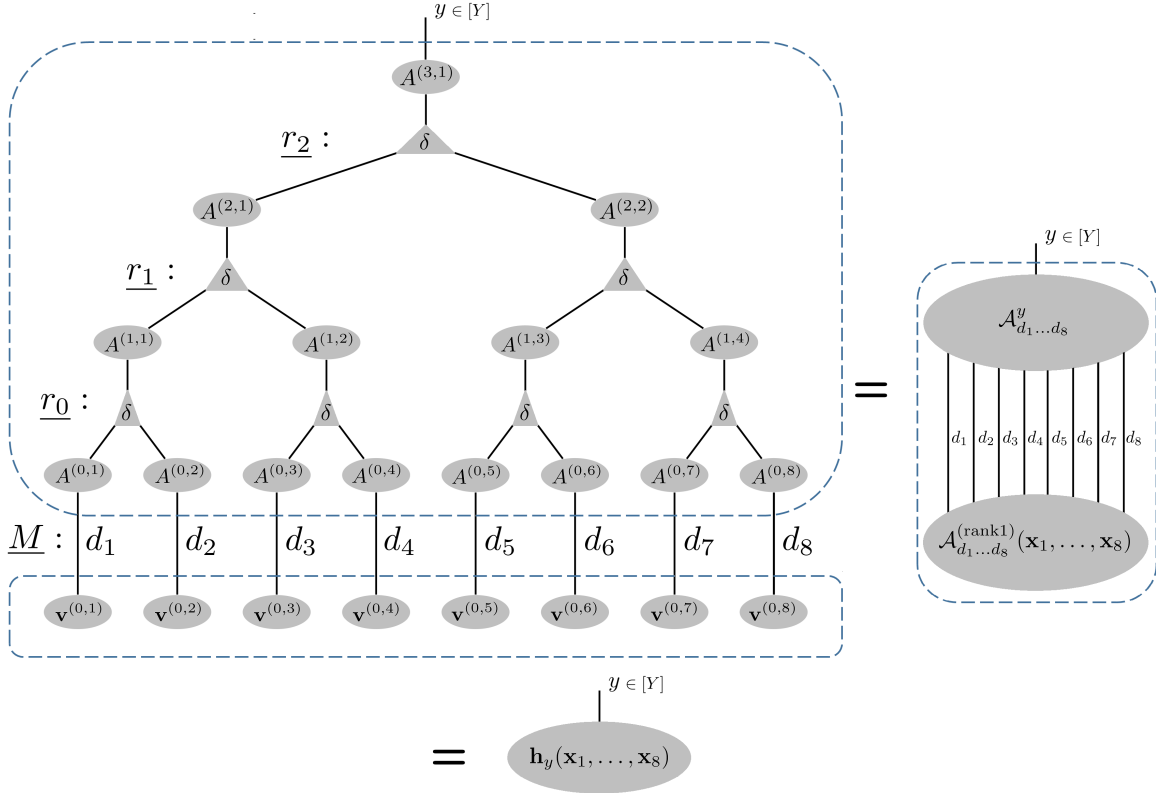 y ∈ [Y]
A^(3,1)
r_2 : δ
A^(2,1) A^(2,2)
r_1 : δ δ
A^(1,1) A^(1,2) A^(1,3) A^(1,4)
r_0 : δ δ δ δ
A^(0,1) A^(0,2) A^(0,3) A^(0,4) A^(0,5) A^(0,6) A^(0,7) A^(0,8)
M : d_1 d_2 d_3 d_4 d_5 d_6 d_7 d_8
v^(0,1) v^(0,2) v^(0,3) v^(0,4) v^(0,5) v^(0,6) v^(0,7) v^(0,8)
=
y ∈ [Y]
𝒜^y_{d_1...d_8}
d_1 d_2 d_3 d_4 d_5 d_6 d_7 d_8
𝒜^(rank1)_{d_1...d_8}(x_1, . . . , x_8)
y ∈ [Y]
= h_y(x_1, . . . , x_8)